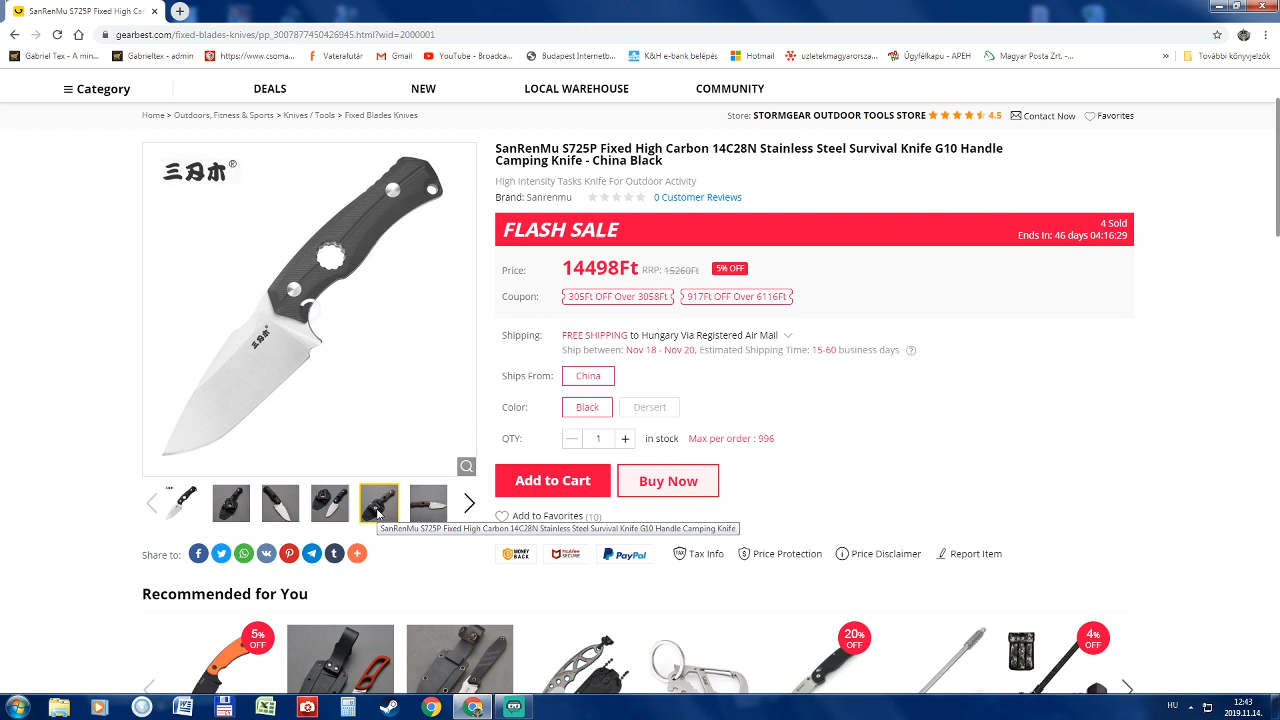 SanRenMu S725P Fixed High Car
gearbest.com/fixed-blades-knives/pp_3007877450426945.html?wid=2000001
Gabriel Tex - A min...
Gabrieltex - admin
https://www.csoma...
Vaterafutár
Gmail
YouTube - Broadca...
Budapest Internetb...
K&H e-bank belépés
Hotmail
uzletekmagyarorsza...
Ügyfélkapu - APEH
Magyar Posta Zrt. -...
»
További könyvjelzők
Category
DEALS
NEW
LOCAL WAREHOUSE
COMMUNITY
Home > Outdoors, Fitness & Sports > Knives / Tools > Fixed Blades Knives
Store: STORMGEAR OUTDOOR TOOLS STORE 4.5 Contact Now Favorites
三刃木®
三刃木
SanRenMu S725P Fixed High Carbon 14C28N Stainless Steel Survival Knife G10 Handle
Camping Knife - China Black
High Intensity Tasks Knife For Outdoor Activity
Brand: Sanrenmu 0 Customer Reviews
FLASH SALE
4 Sold
Ends In: 46 days 04:16:29
Price: 14498Ft RRP: 15260Ft 5% OFF
Coupon: 305Ft OFF Over 3058Ft 917Ft OFF Over 6116Ft
Shipping: FREE SHIPPING to Hungary Via Registered Air Mail
Ship between: Nov 18 - Nov 20, Estimated Shipping Time: 15-60 business days ?
Ships From: China
Color: Black Dersert
QTY: — 1 + in stock Max per order : 996
Add to Cart Buy Now
Add to Favorites (10)
SanRenMu S725P Fixed High Carbon 14C28N Stainless Steel Survival Knife G10 Handle Camping Knife
Share to:
MONEY BACK McAfee SECURE PayPal Tax Info Price Protection Price Disclaimer Report Item
Recommended for You
5% OFF
20% OFF
4% OFF
HU
12:43
2019.11.14.